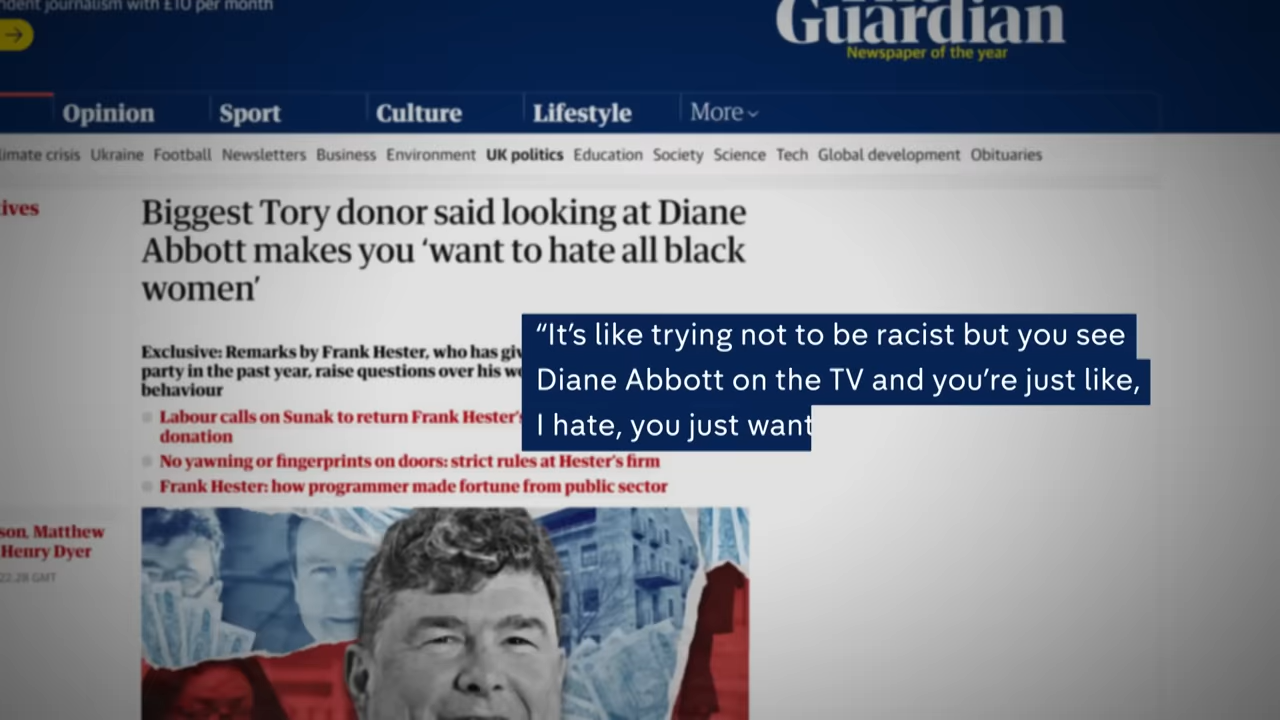 journalism with £10 per month
Guardian
Newspaper of the year
Opinion Sport Culture Lifestyle More
climate crisis Ukraine Football Newsletters Business Environment UK politics Education Society Science Tech Global development Obituaries
Biggest Tory donor said looking at Diane
Abbott makes you ‘want to hate all black
women’
Exclusive: Remarks by Frank Hester, who has
party in the past year, raise questions over his
behaviour
Labour calls on Sunak to return Frank Hester's
donation
No yawning or fingerprints on doors: strict rules at Hester's firm
Frank Hester: how programmer made fortune from public sector
“It’s like trying not to be racist but you see
Diane Abbott on the TV and you’re just like,
I hate, you just want
Matthew
Henry Dyer
22.28 GMT